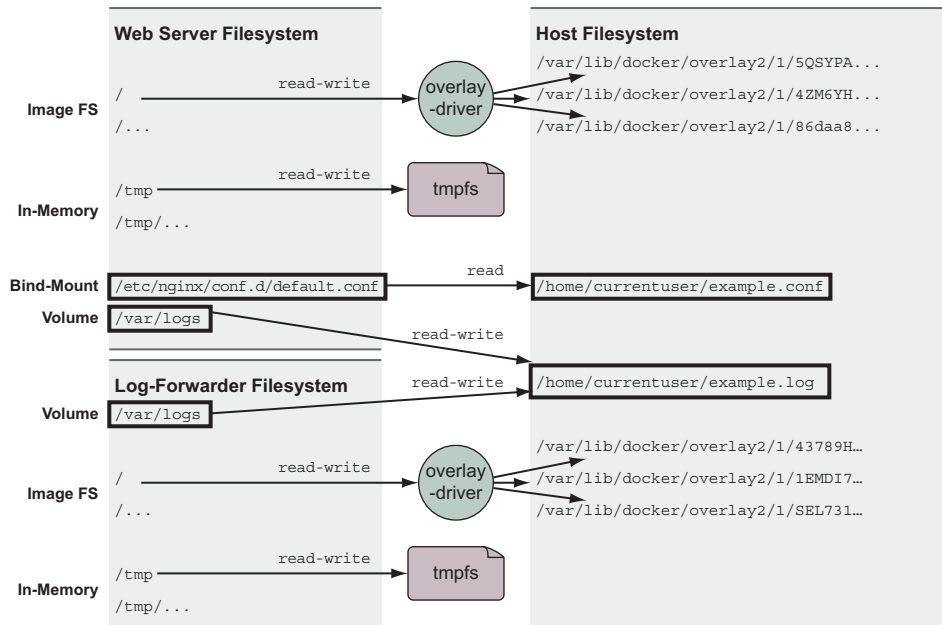 Web Server Filesystem
Host Filesystem
/var/lib/docker/overlay2/1/5QSYPA...
Image FS
/
read-write
overlay
-driver
/var/lib/docker/overlay2/1/4ZM6YH...
/...
/var/lib/docker/overlay2/1/86daa8...
In-Memory
/tmp
read-write
tmpfs
/tmp/...
Bind-Mount
/etc/nginx/conf.d/default.conf
read
/home/currentuser/example.conf
Volume
/var/logs
read-write
Log-Forwarder Filesystem
read-write
/home/currentuser/example.log
Volume
/var/logs
/var/lib/docker/overlay2/1/43789H…
Image FS
/
read-write
overlay
-driver
/var/lib/docker/overlay2/1/1EMDI7…
/...
/var/lib/docker/overlay2/1/SEL731…
In-Memory
/tmp
read-write
tmpfs
/tmp/...